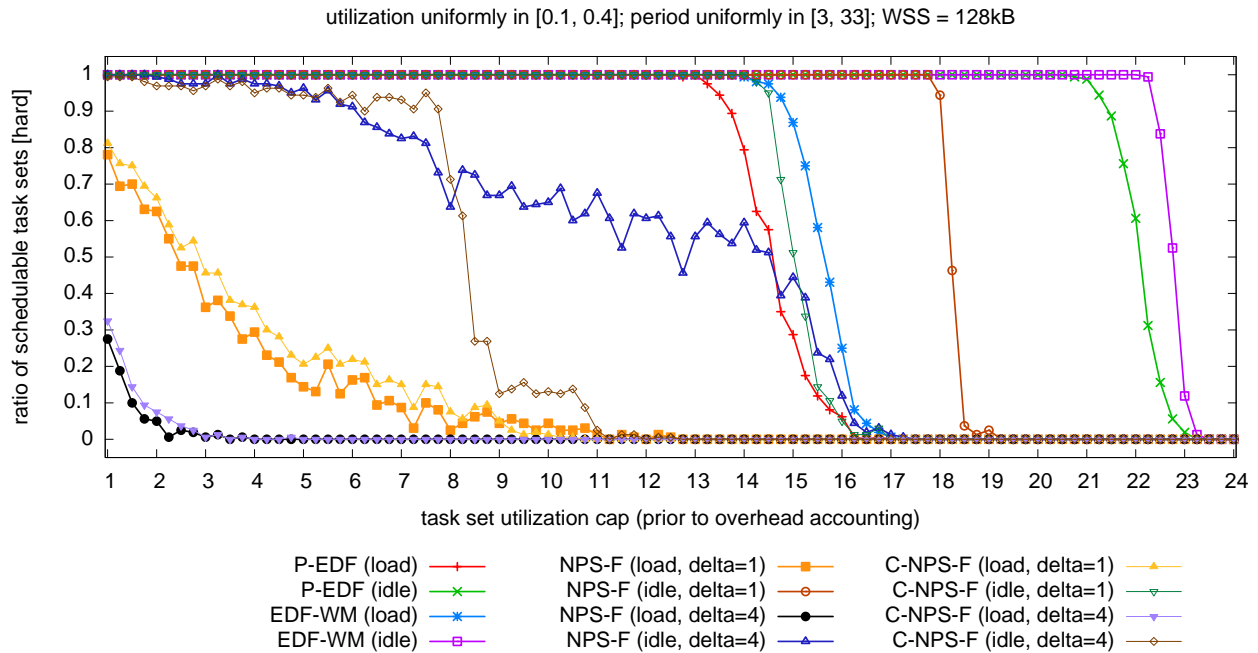 utilization uniformly in [0.1, 0.4]; period uniformly in [3, 33]; WSS = 128kB
ratio of schedulable task sets [hard]
1
0.9
0.8
0.7
0.6
0.5
0.4
0.3
0.2
0.1
0
1 2 3 4 5 6 7 8 9 10 11 12 13 14 15 16 17 18 19 20 21 22 23 24
task set utilization cap (prior to overhead accounting)
P-EDF (load) NPS-F (load, delta=1) C-NPS-F (load, delta=1)
P-EDF (idle) NPS-F (idle, delta=1) C-NPS-F (idle, delta=1)
EDF-WM (load) NPS-F (load, delta=4) C-NPS-F (load, delta=4)
EDF-WM (idle) NPS-F (idle, delta=4) C-NPS-F (idle, delta=4)